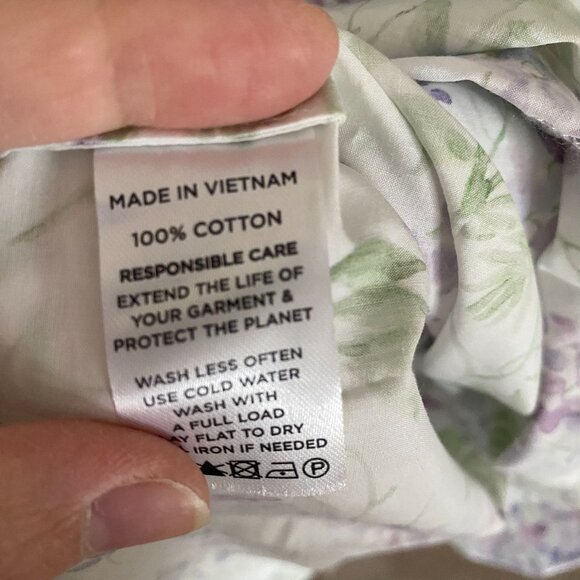 MADE IN VIETNAM
100% COTTON
RESPONSIBLE CARE
EXTEND THE LIFE OF
YOUR GARMENT &
PROTECT THE PLANET
WASH LESS OFTEN
USE COLD WATER
WASH WITH
A FULL LOAD
FLAT TO DRY
IRON IF NEEDED
P